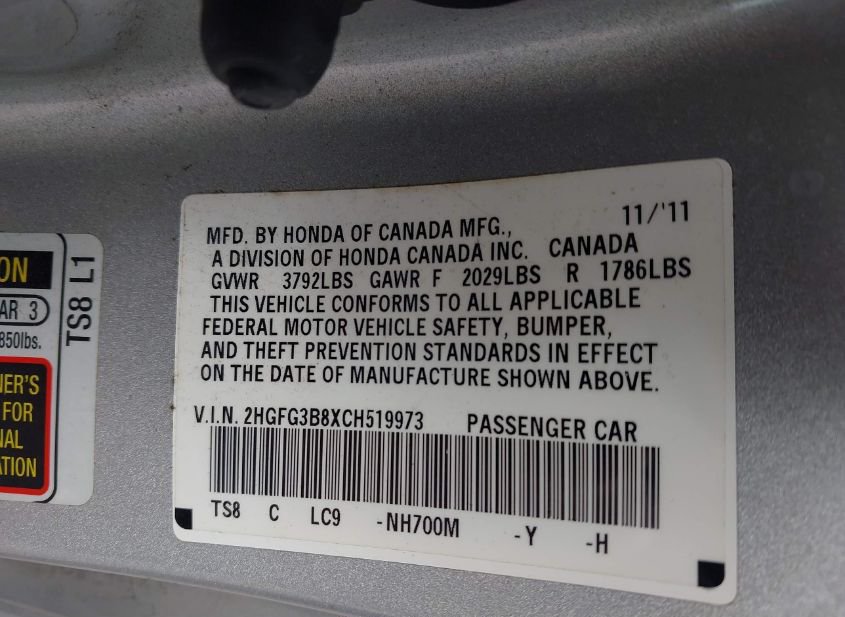 ON
AR 3
850lbs.
NER'S
FOR
NAL
ATION
TS8 L1
11/'11
MFD. BY HONDA OF CANADA MFG.,
A DIVISION OF HONDA CANADA INC. CANADA
GVWR 3792LBS GAWR F 2029LBS R 1786LBS
THIS VEHICLE CONFORMS TO ALL APPLICABLE
FEDERAL MOTOR VEHICLE SAFETY, BUMPER,
AND THEFT PREVENTION STANDARDS IN EFFECT
ON THE DATE OF MANUFACTURE SHOWN ABOVE.
V.I.N. 2HGFG3B8XCH519973 PASSENGER CAR
TS8 C LC9 -NH700M -Y -H